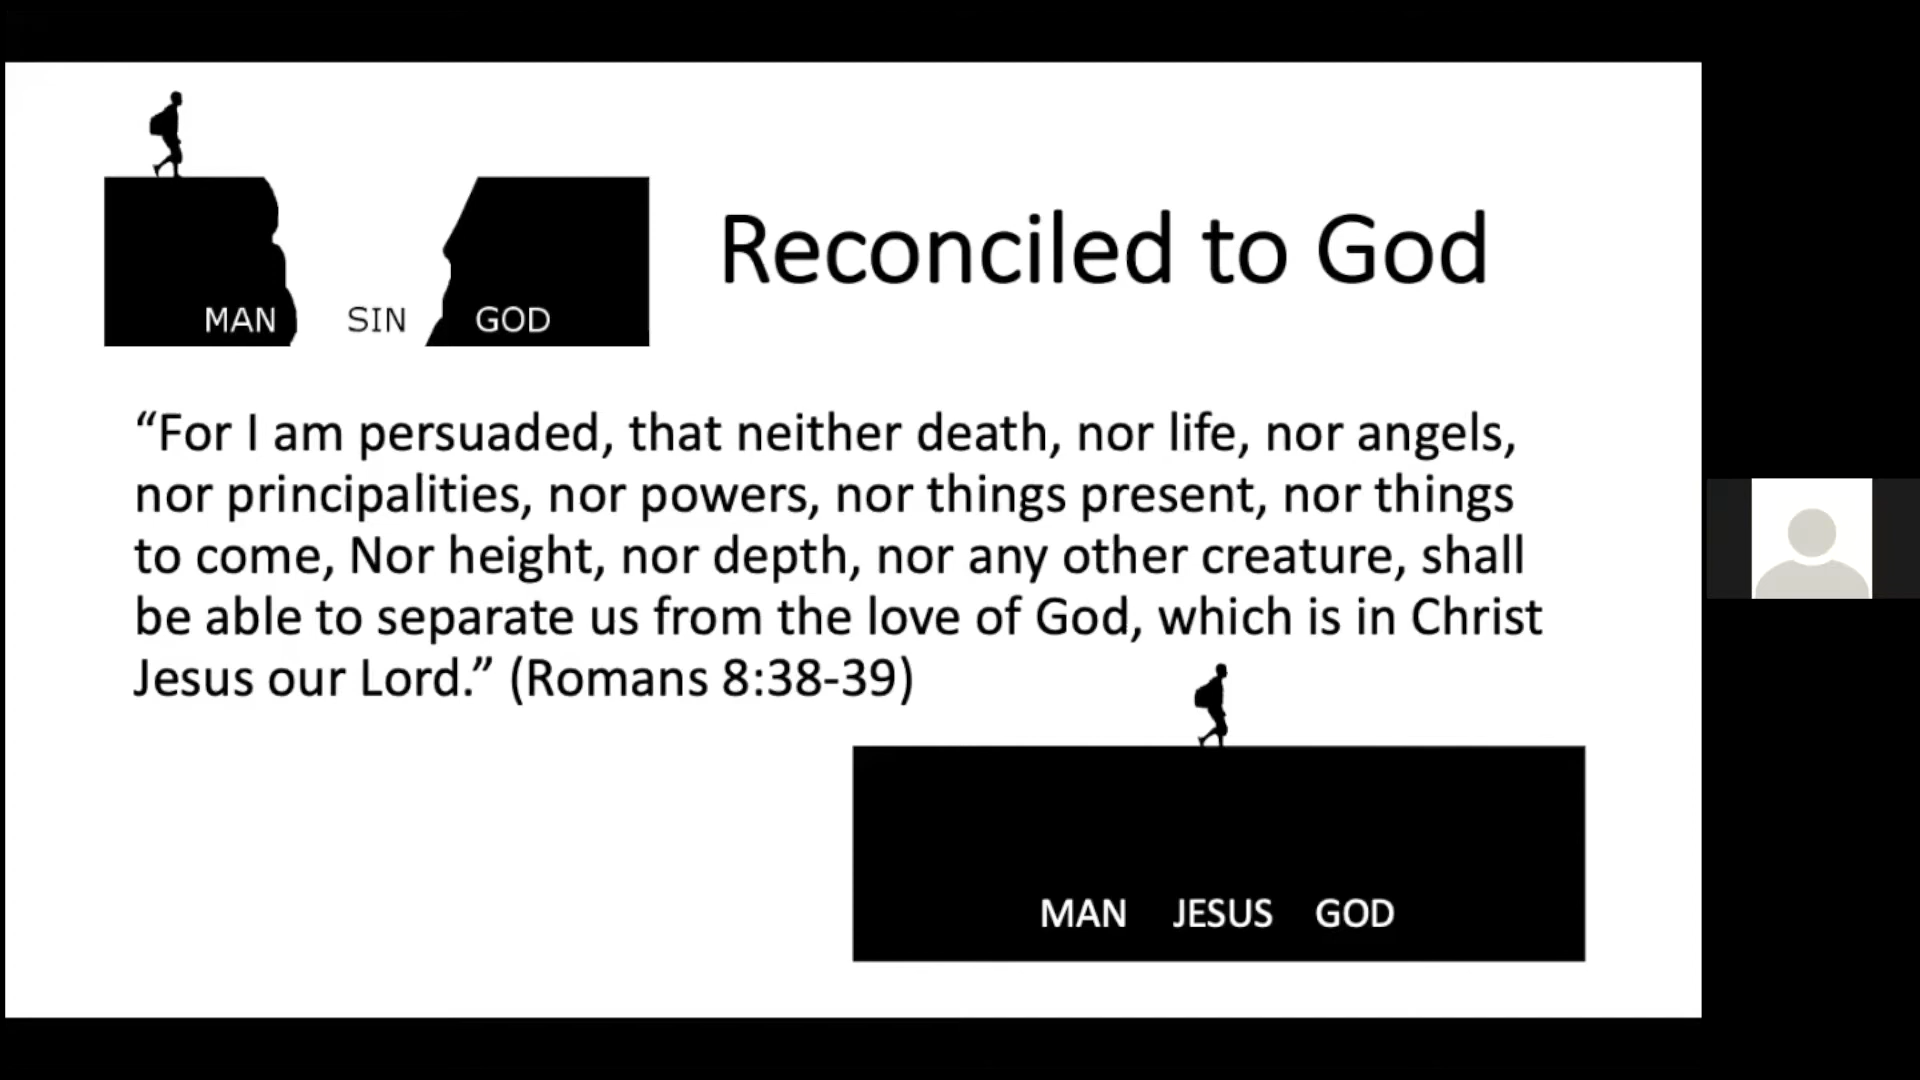 Reconciled to God
MAN SIN GOD
“For I am persuaded, that neither death, nor life, nor angels,
nor principalities, nor powers, nor things present, nor things
to come, Nor height, nor depth, nor any other creature, shall
be able to separate us from the love of God, which is in Christ
Jesus our Lord.” (Romans 8:38-39)
MAN JESUS GOD